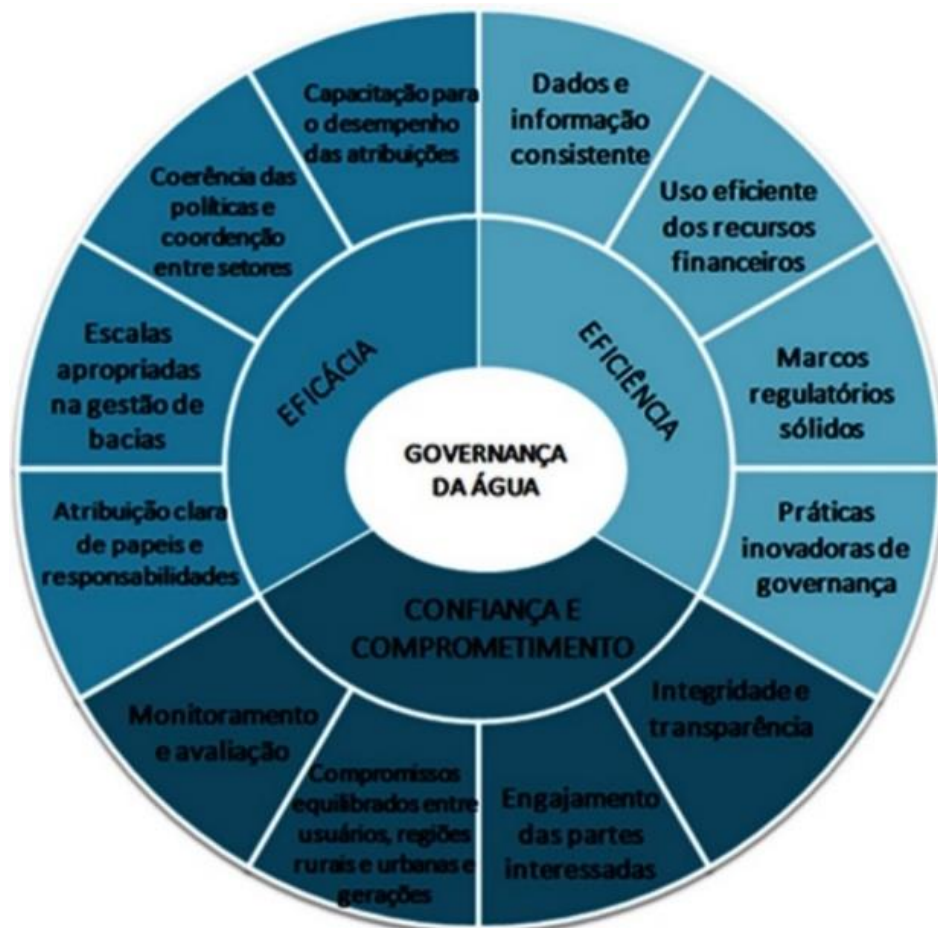 Capacitação para
o desempenho
das atribuições
Dados e
informação
consistente
Coerência das
políticas e
coordenção
entre setores
Uso eficiente
dos recursos
financeiros
Escalas
apropriadas
na gestão de
bacias
EFICÁCIA
EFICIÊNCIA
Marcos
regulatórios
sólidos
GOVERNANÇA
DA ÁGUA
Atribuição clara
de papeis e
responsabilidades
Práticas
inovadoras de
governança
CONFIANÇA E
COMPROMETIMENTO
Monitoramento
e avaliação
Integridade e
transparência
Compromissos
equilibrados entre
usuários, regiões
rurais e urbanas e
gerações
Engajamento
das partes
interessadas